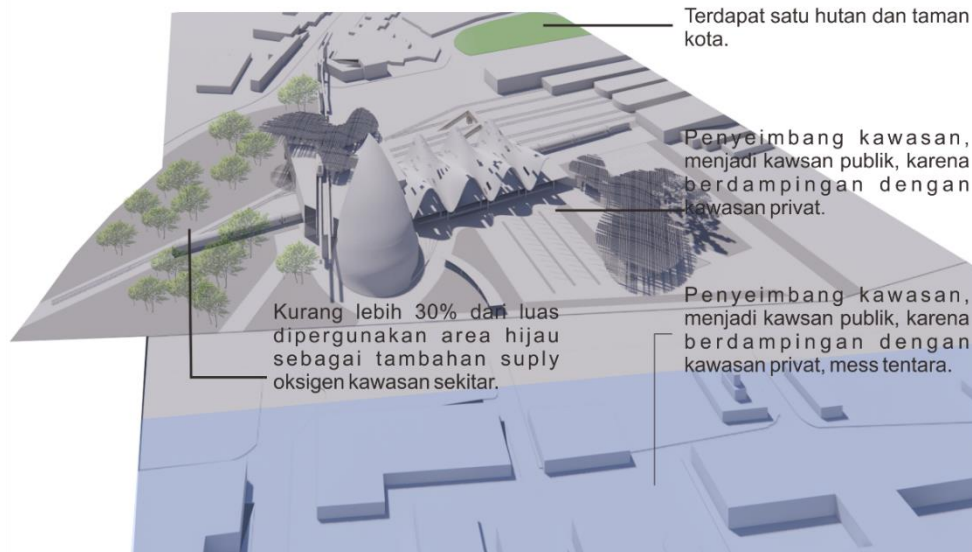 Terdapat satu hutan dan taman
kota.
Penyeimbang kawasan,
menjadi kawsan publik, karena
berdampingan dengan
kawasan privat.
Kurang lebih 30% dari luas
dipergunakan area hijau
sebagai tambahan suply
oksigen kawasan sekitar.
Penyeimbang kawasan,
menjadi kawsan publik, karena
berdampingan dengan
kawasan privat, mess tentara.